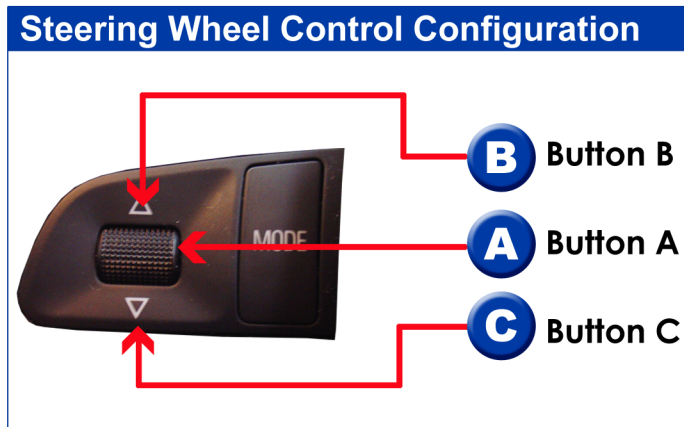 Steering Wheel Control Configuration
B Button B
MODE
A Button A
C Button C